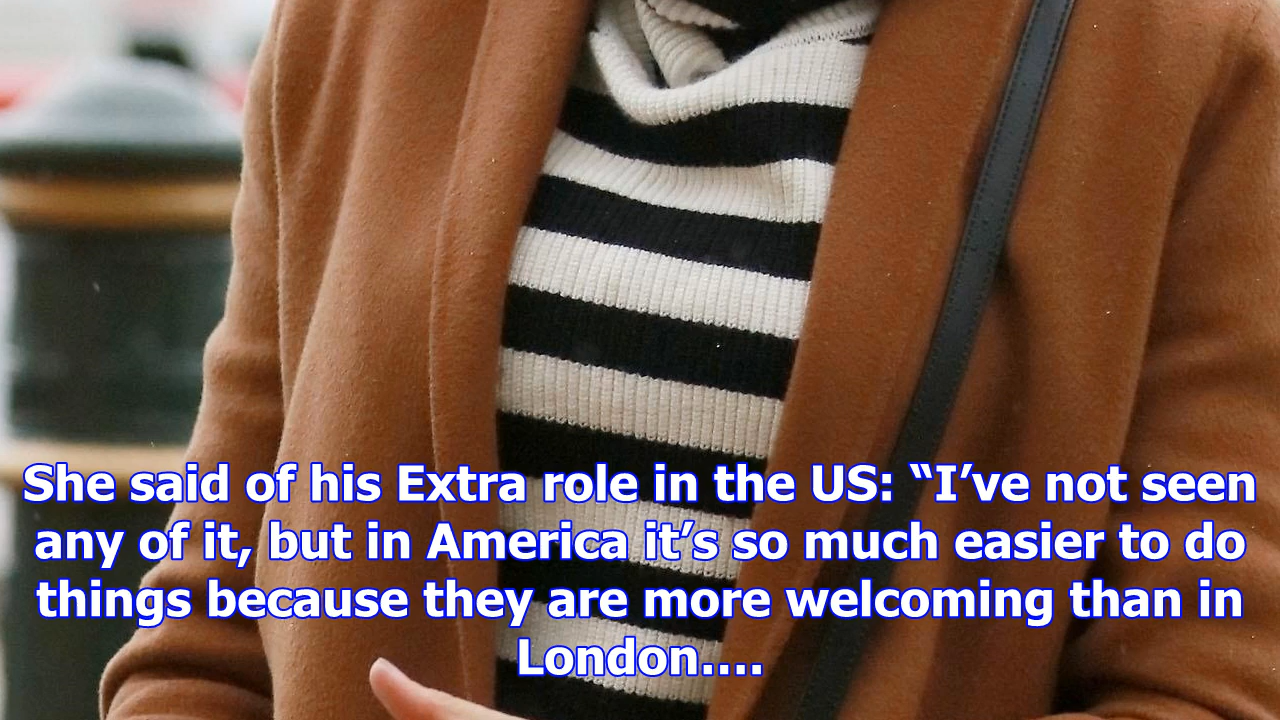 She said of his Extra role in the US: “I’ve not seen
any of it, but in America it’s so much easier to do
things because they are more welcoming than in
London....